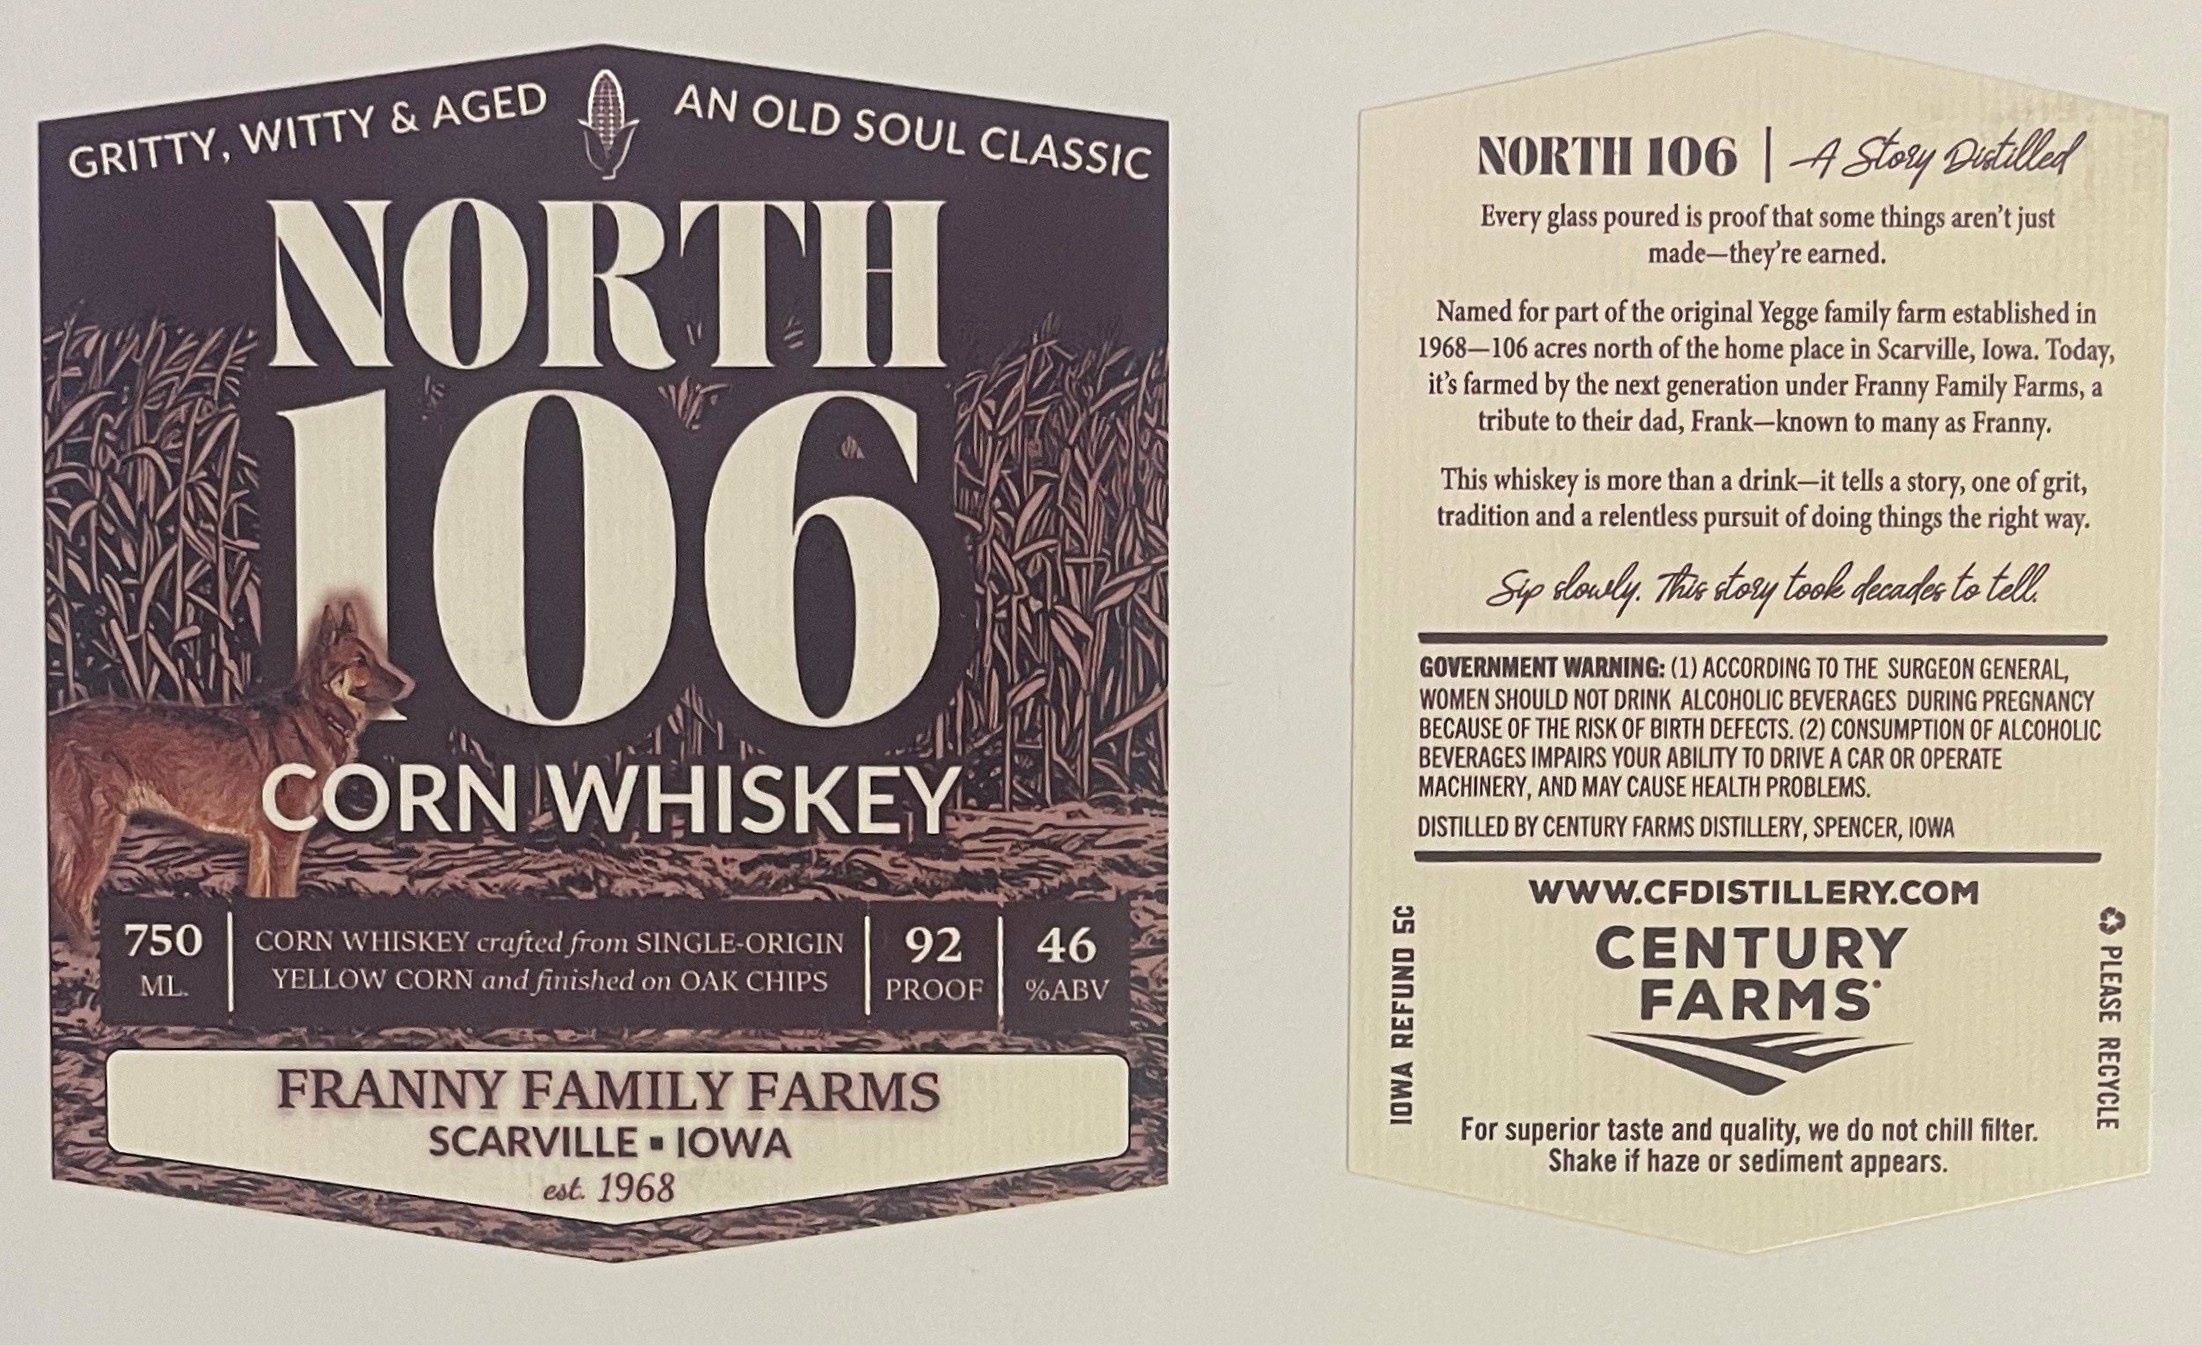 GRITTY, WITTY & AGED AN OLD SOUL CLASSIC
NORTH
106
CORN WHISKEY
750
ML.
CORN WHISKEY crafted from SINGLE-ORIGIN
YELLOW CORN and finished on OAK CHIPS
92
PROOF
46
%ABV
FRANNY FAMILY FARMS
SCARVILLE ▪ IOWA
est. 1968
NORTH 106 | A Story Distilled
Every glass poured is proof that some things aren't just
made—they're earned.
Named for part of the original Yegge family farm established in
1968—106 acres north of the home place in Scarville, Iowa. Today,
it's farmed by the next generation under Franny Family Farms, a
tribute to their dad, Frank—known to many as Franny.
This whiskey is more than a drink—it tells a story, one of grit,
tradition and a relentless pursuit of doing things the right way.
Sip slowly. This story took decades to tell.
GOVERNMENT WARNING: (1) ACCORDING TO THE SURGEON GENERAL,
WOMEN SHOULD NOT DRINK ALCOHOLIC BEVERAGES DURING PREGNANCY
BECAUSE OF THE RISK OF BIRTH DEFECTS. (2) CONSUMPTION OF ALCOHOLIC
BEVERAGES IMPAIRS YOUR ABILITY TO DRIVE A CAR OR OPERATE
MACHINERY, AND MAY CAUSE HEALTH PROBLEMS.
DISTILLED BY CENTURY FARMS DISTILLERY, SPENCER, IOWA
WWW.CFDISTILLERY.COM
CENTURY
FARMS
IOWA REFUND 5C
PLEASE RECYCLE
For superior taste and quality, we do not chill filter.
Shake if haze or sediment appears.